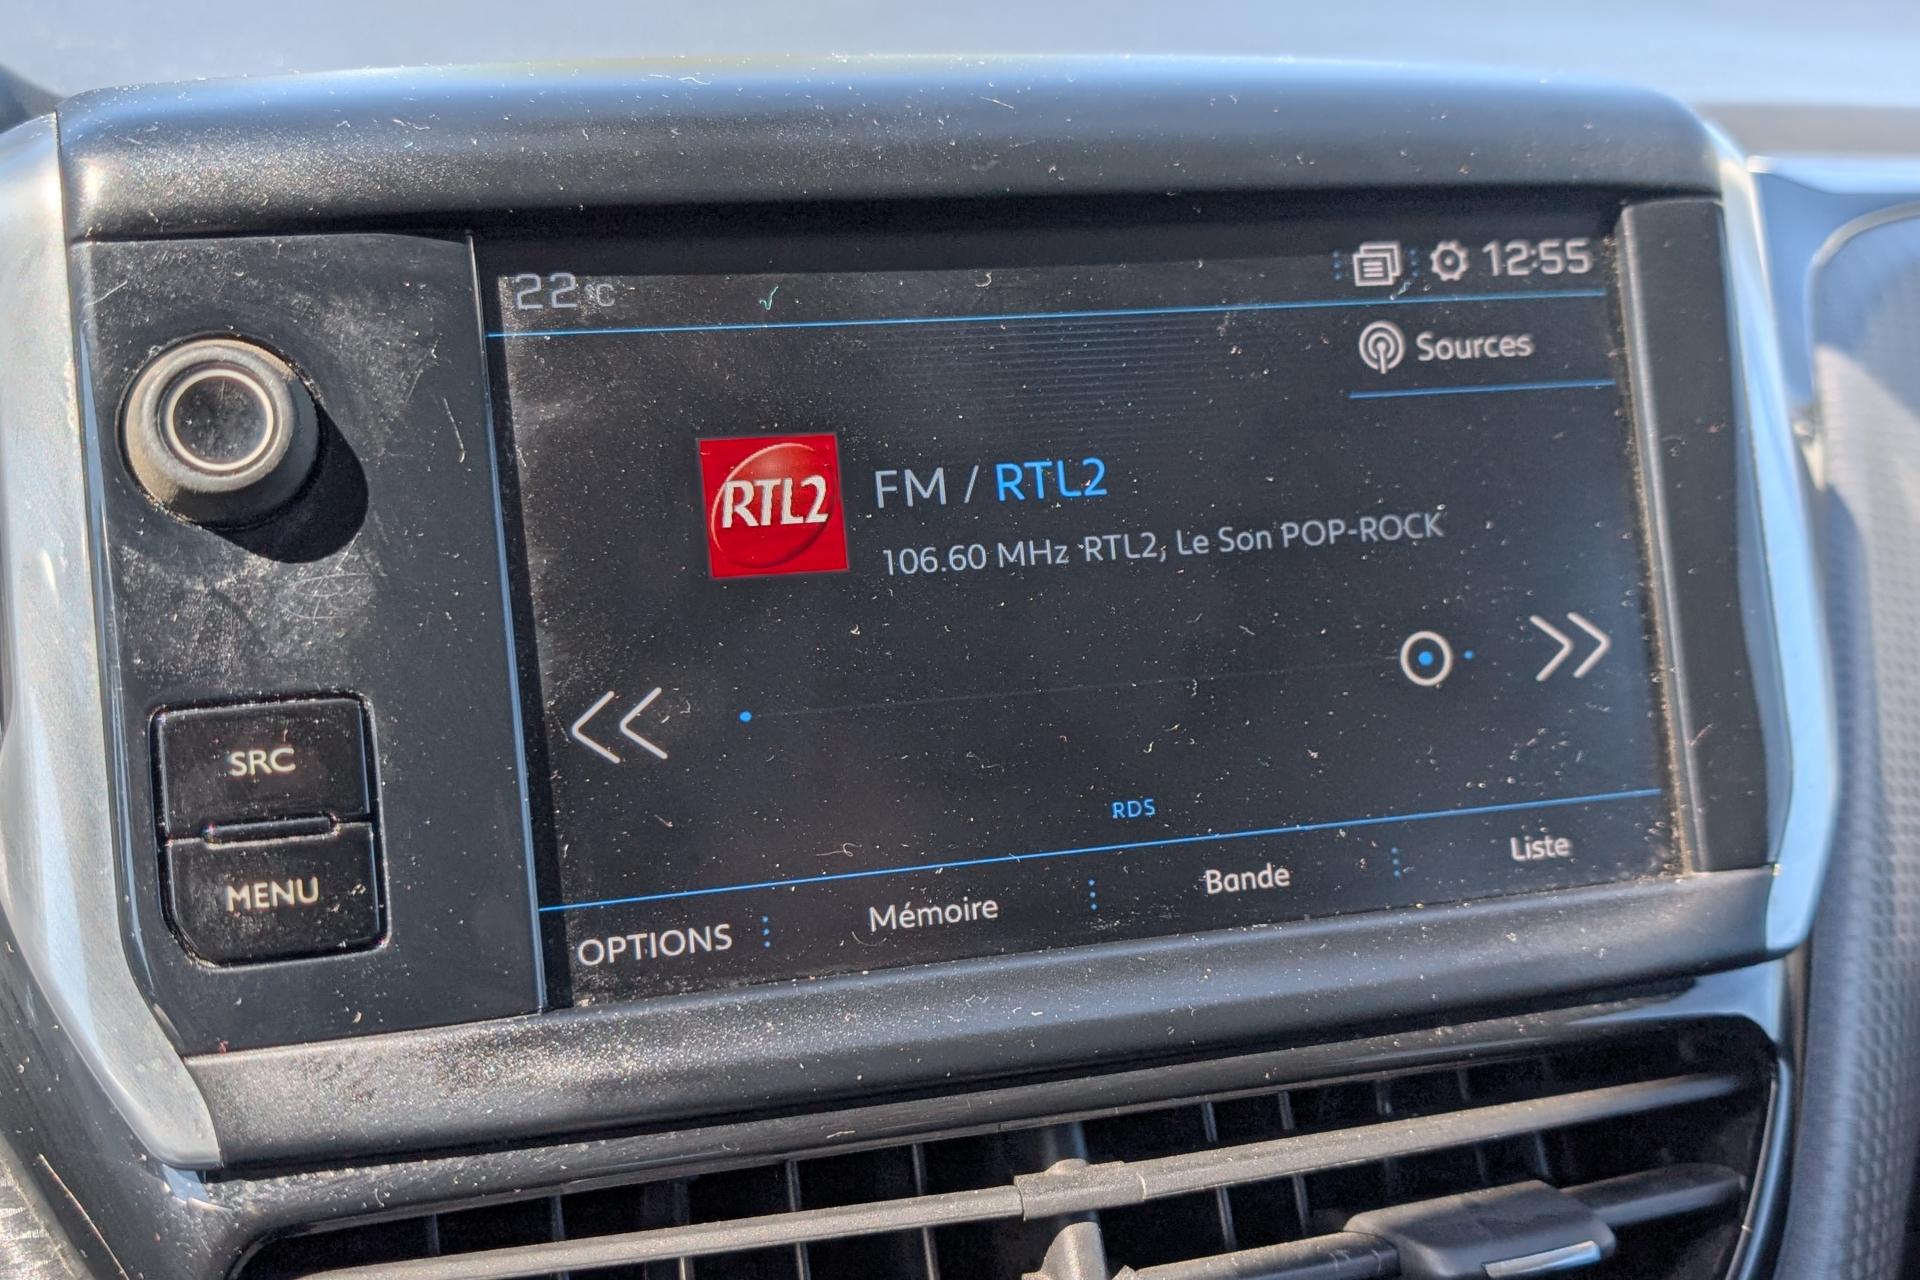 22°C
12:55
Sources
RTL2
FM / RTL2
106.60 MHz RTL2, Le Son POP-ROCK
SRC
MENU
RDS
OPTIONS
Mémoire
Bande
Liste